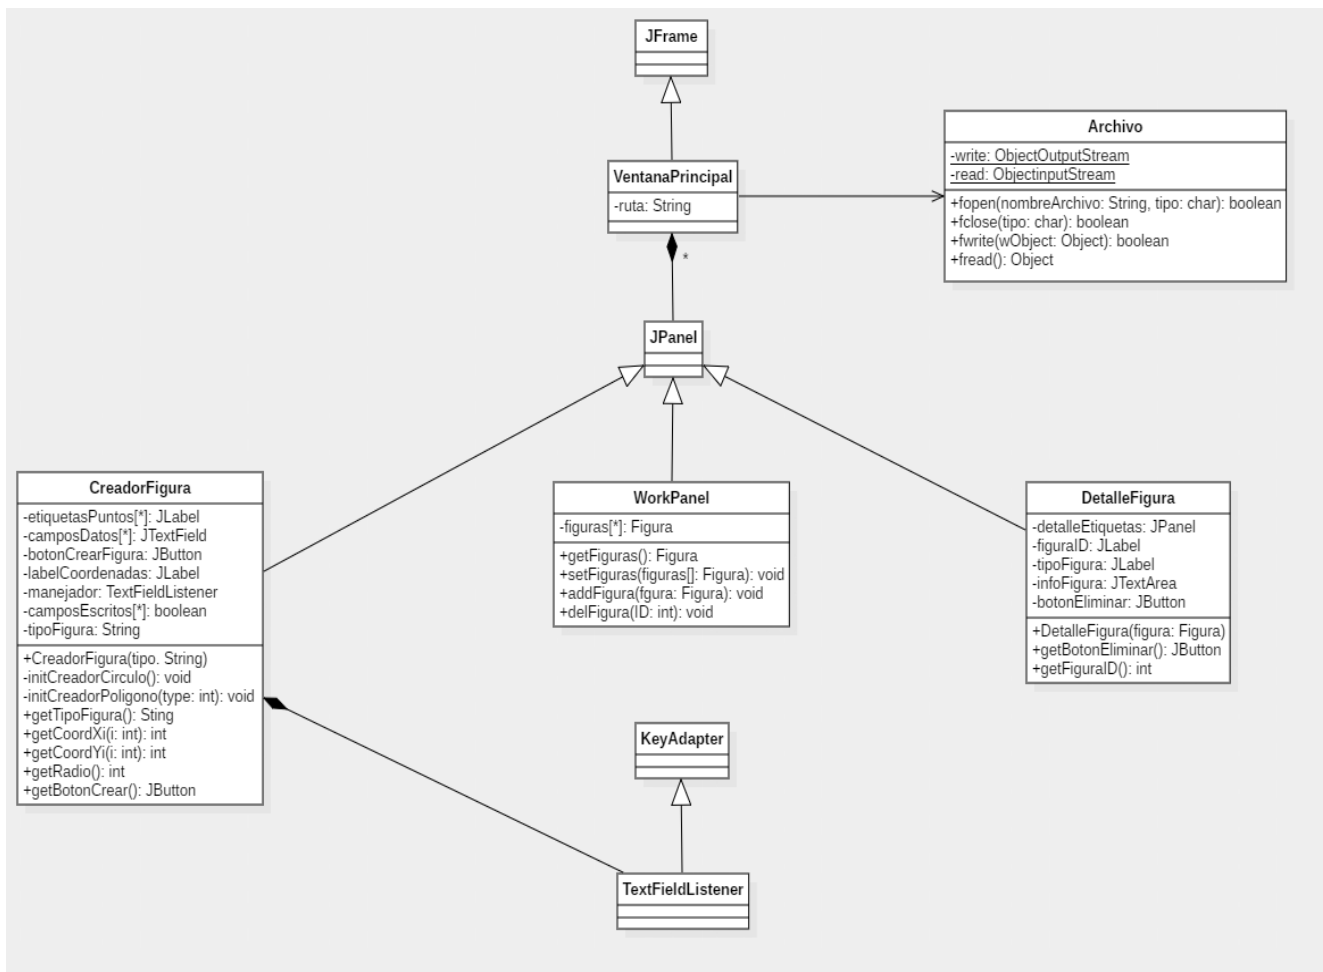 JFrame
VentanaPrincipal
-ruta: String
*
Archivo
-write: ObjectOutputStream
-read: ObjectinputStream
+fopen(nombreArchivo: String, tipo: char): boolean
+fclose(tipo: char): boolean
+fwrite(wObject: Object): boolean
+fread(): Object
JPanel
CreadorFigura
-etiquetasPuntos[*]: JLabel
-camposDatos[*]: JTextField
-botonCrearFigura: JButton
-labelCoordenadas: JLabel
-manejador: TextFieldListener
-camposEscritos[*]: boolean
-tipoFigura: String
+CreadorFigura(tipo. String)
-initCreadorCirculo(): void
-initCreadorPoligono(type: int): void
+getTipoFigura(): Sting
+getCoordXi(i: int): int
+getCoordYi(i: int): int
+getRadio(): int
+getBotonCrear(): JButton
WorkPanel
-figuras[*]: Figura
+getFiguras(): Figura
+setFiguras(figuras[]: Figura): void
+addFigura(fgura: Figura): void
+delFigura(ID: int): void
DetalleFigura
-detalleEtiquetas: JPanel
-figuraID: JLabel
-tipoFigura: JLabel
-infoFigura: JTextArea
-botonEliminar: JButton
+DetalleFigura(figura: Figura)
+getBotonEliminar(): JButton
+getFiguraID(): int
KeyAdapter
TextFieldListener